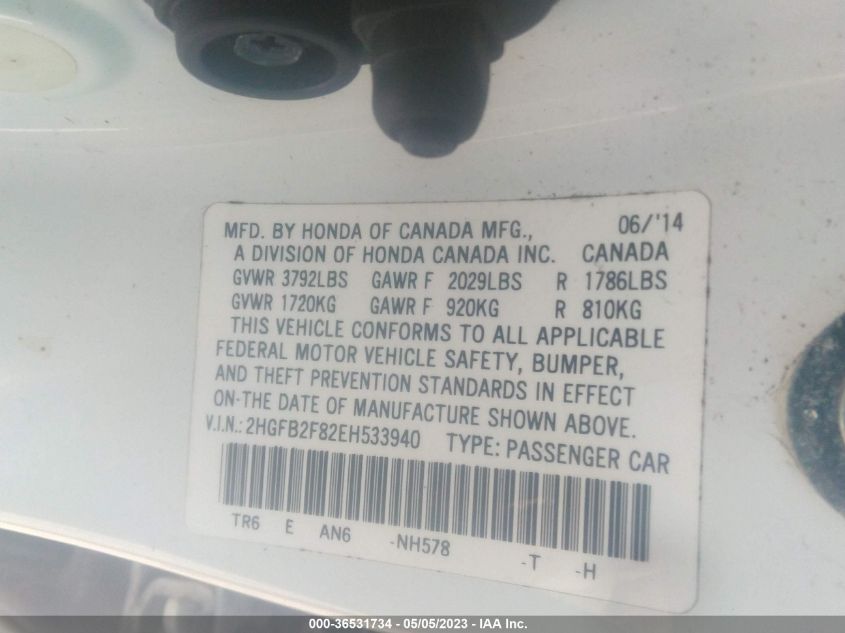 MFD. BY HONDA OF CANADA MFG., 06/'14
A DIVISION OF HONDA CANADA INC. CANADA
GVWR 3792LBS GAWR F 2029LBS R 1786LBS
GVWR 1720KG GAWR F 920KG R 810KG
THIS VEHICLE CONFORMS TO ALL APPLICABLE
FEDERAL MOTOR VEHICLE SAFETY, BUMPER,
AND THEFT PREVENTION STANDARDS IN EFFECT
ON THE DATE OF MANUFACTURE SHOWN ABOVE.
V.I.N.: 2HGFB2F82EH533940 TYPE: PASSENGER CAR
TR6 E AN6 -NH578 -T -H
000-36531734 - 05/05/2023 - IAA Inc.